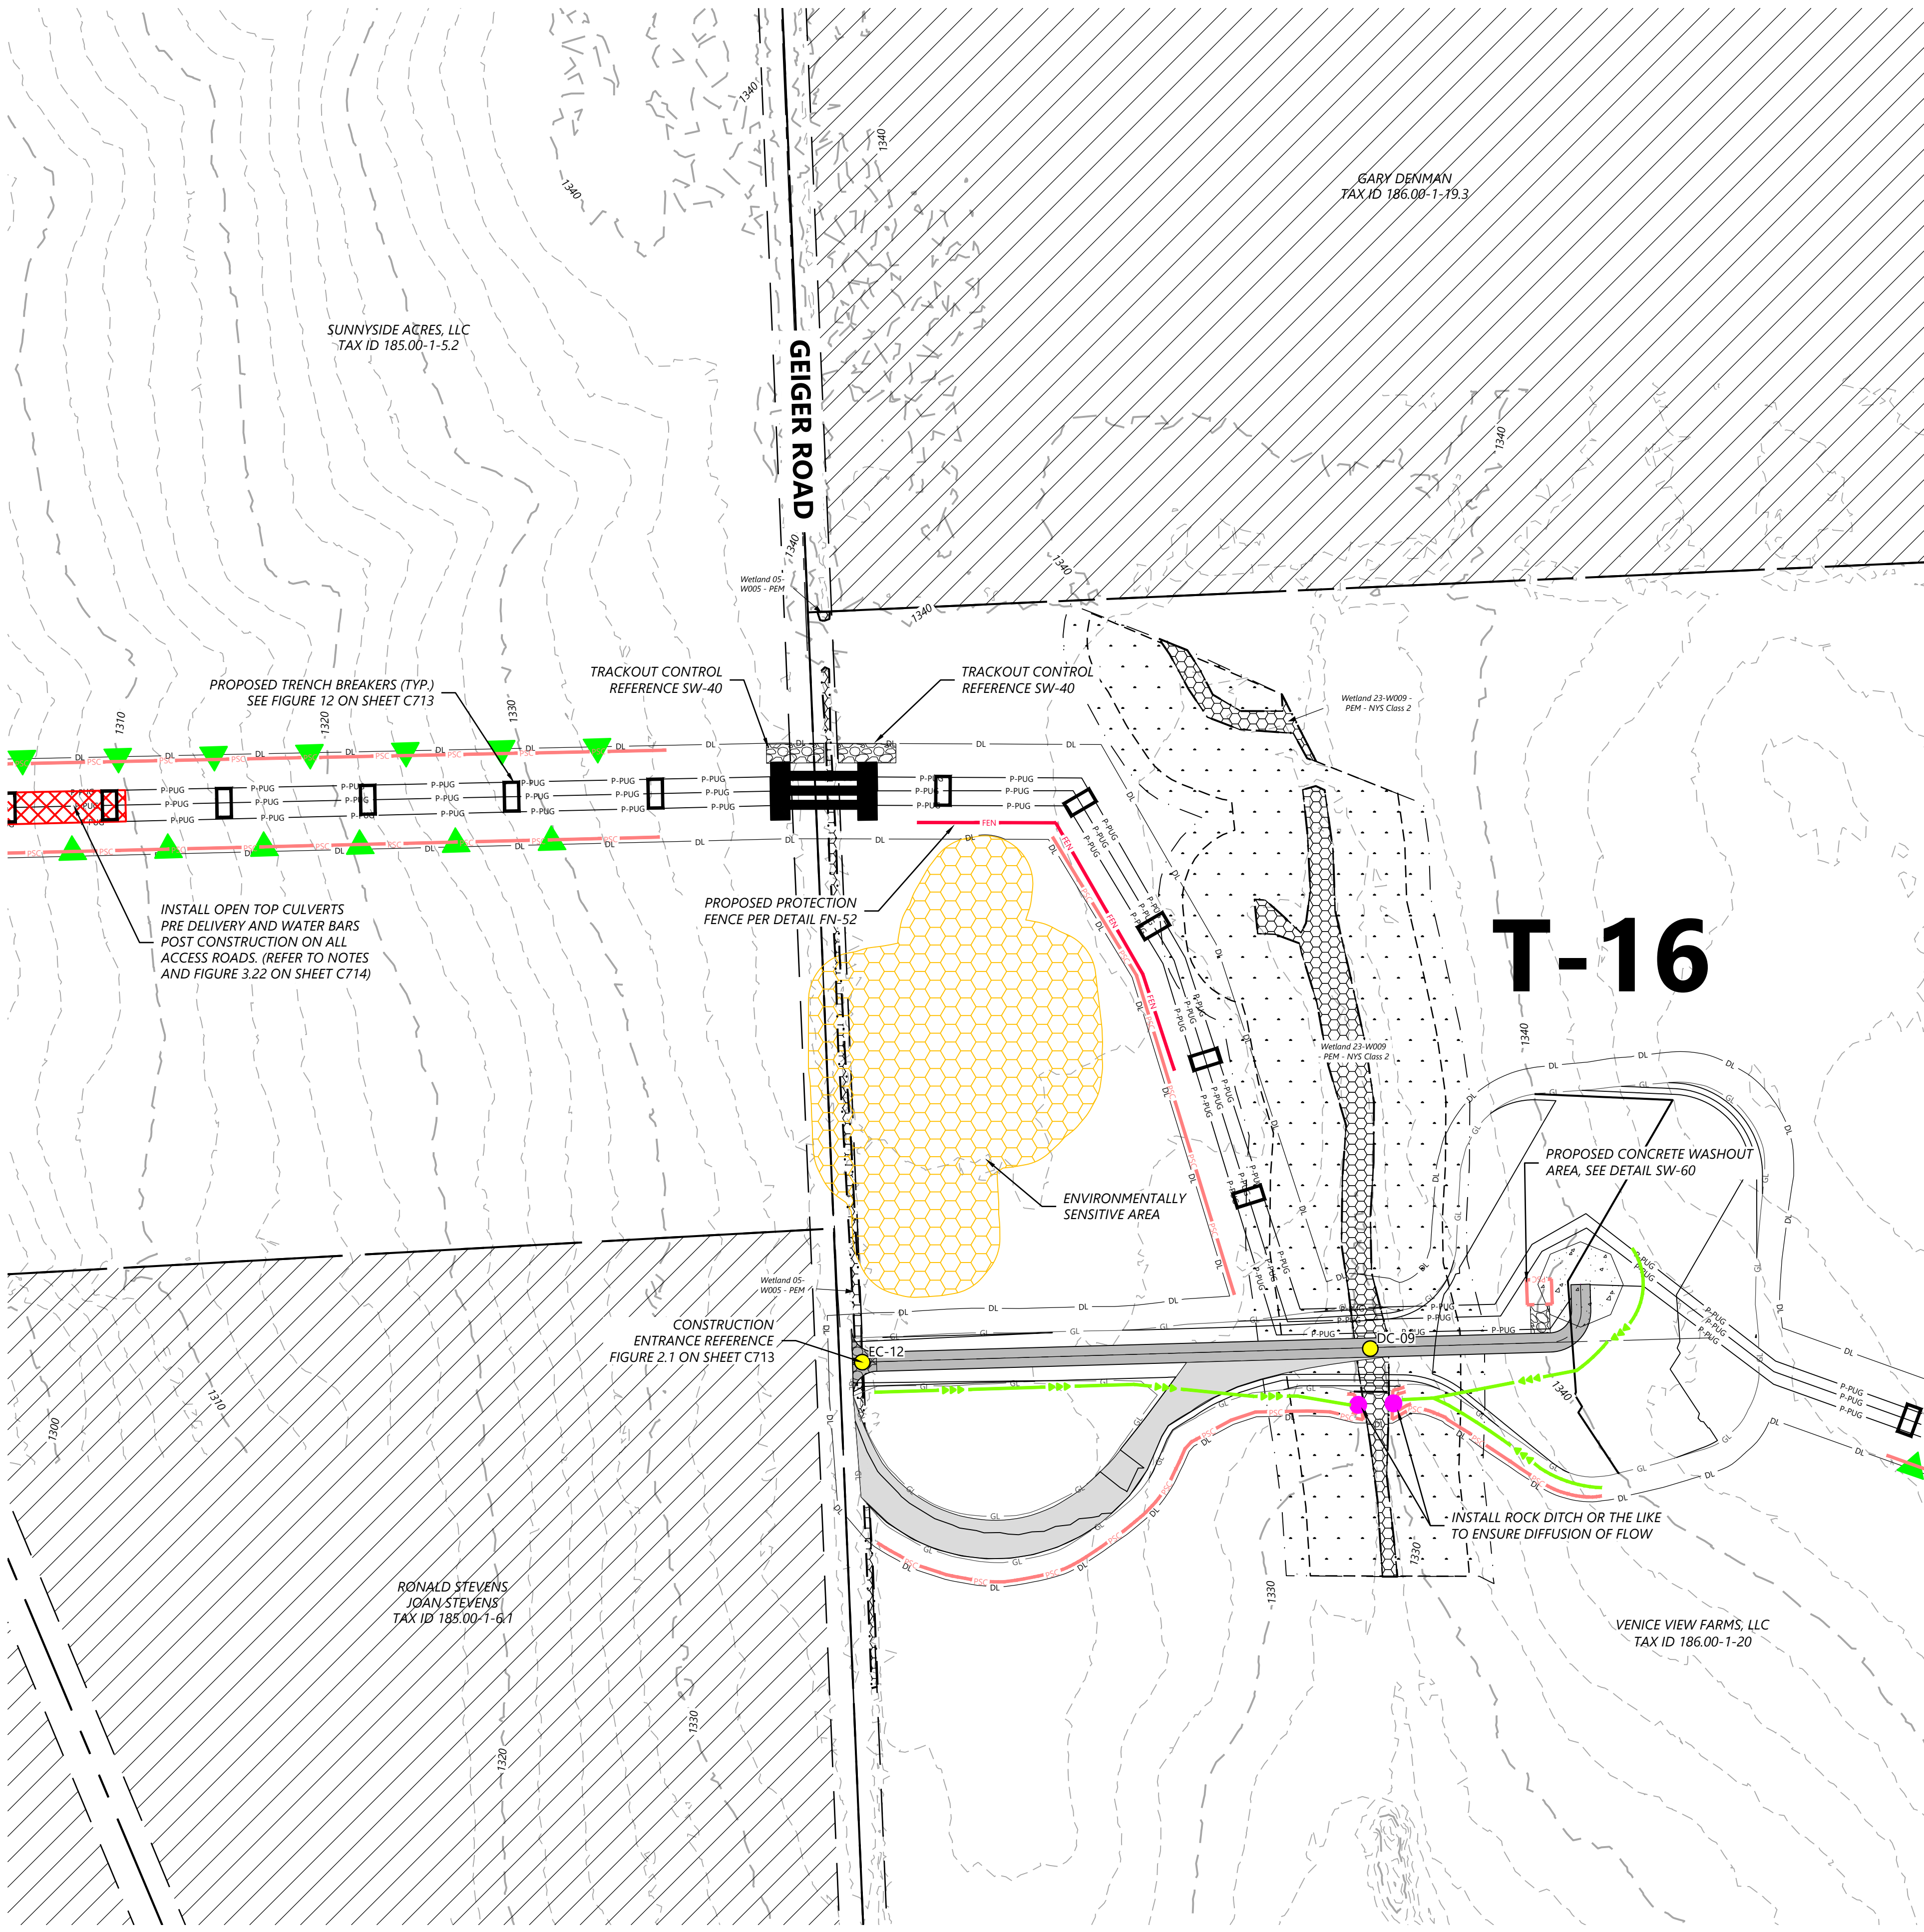 1340
1340
GARY DENMAN
TAX ID 186.00-1-19.3
1340
SUNNYSIDE ACRES, LLC
TAX ID 185.00-1-5.2
GEIGER ROAD
1340
1340
1340
1340
Wetland 05-
W005 - PEM
PROPOSED TRENCH BREAKERS (TYP.)
SEE FIGURE 12 ON SHEET C713
TRACKOUT CONTROL
REFERENCE SW-40
TRACKOUT CONTROL
REFERENCE SW-40
Wetland 23-W009 -
PEM - NYS Class 2
1310
1320
1330
DL
PSC
P-PUG
FEN
INSTALL OPEN TOP CULVERTS
PRE DELIVERY AND WATER BARS
POST CONSTRUCTION ON ALL
ACCESS ROADS. (REFER TO NOTES
AND FIGURE 3.22 ON SHEET C714)
PROPOSED PROTECTION
FENCE PER DETAIL FN-52
T-16
Wetland 23-W009
- PEM - NYS Class 2
1340
GL
PROPOSED CONCRETE WASHOUT
AREA, SEE DETAIL SW-60
ENVIRONMENTALLY
SENSITIVE AREA
Wetland 05-
W005 - PEM
CONSTRUCTION
ENTRANCE REFERENCE
FIGURE 2.1 ON SHEET C713
EC-12
DC-09
1340
1300
1310
INSTALL ROCK DITCH OR THE LIKE
TO ENSURE DIFFUSION OF FLOW
1330
1330
RONALD STEVENS
JOAN STEVENS
TAX ID 185.00-1-6.1
VENICE VIEW FARMS, LLC
TAX ID 186.00-1-20
1330
1320